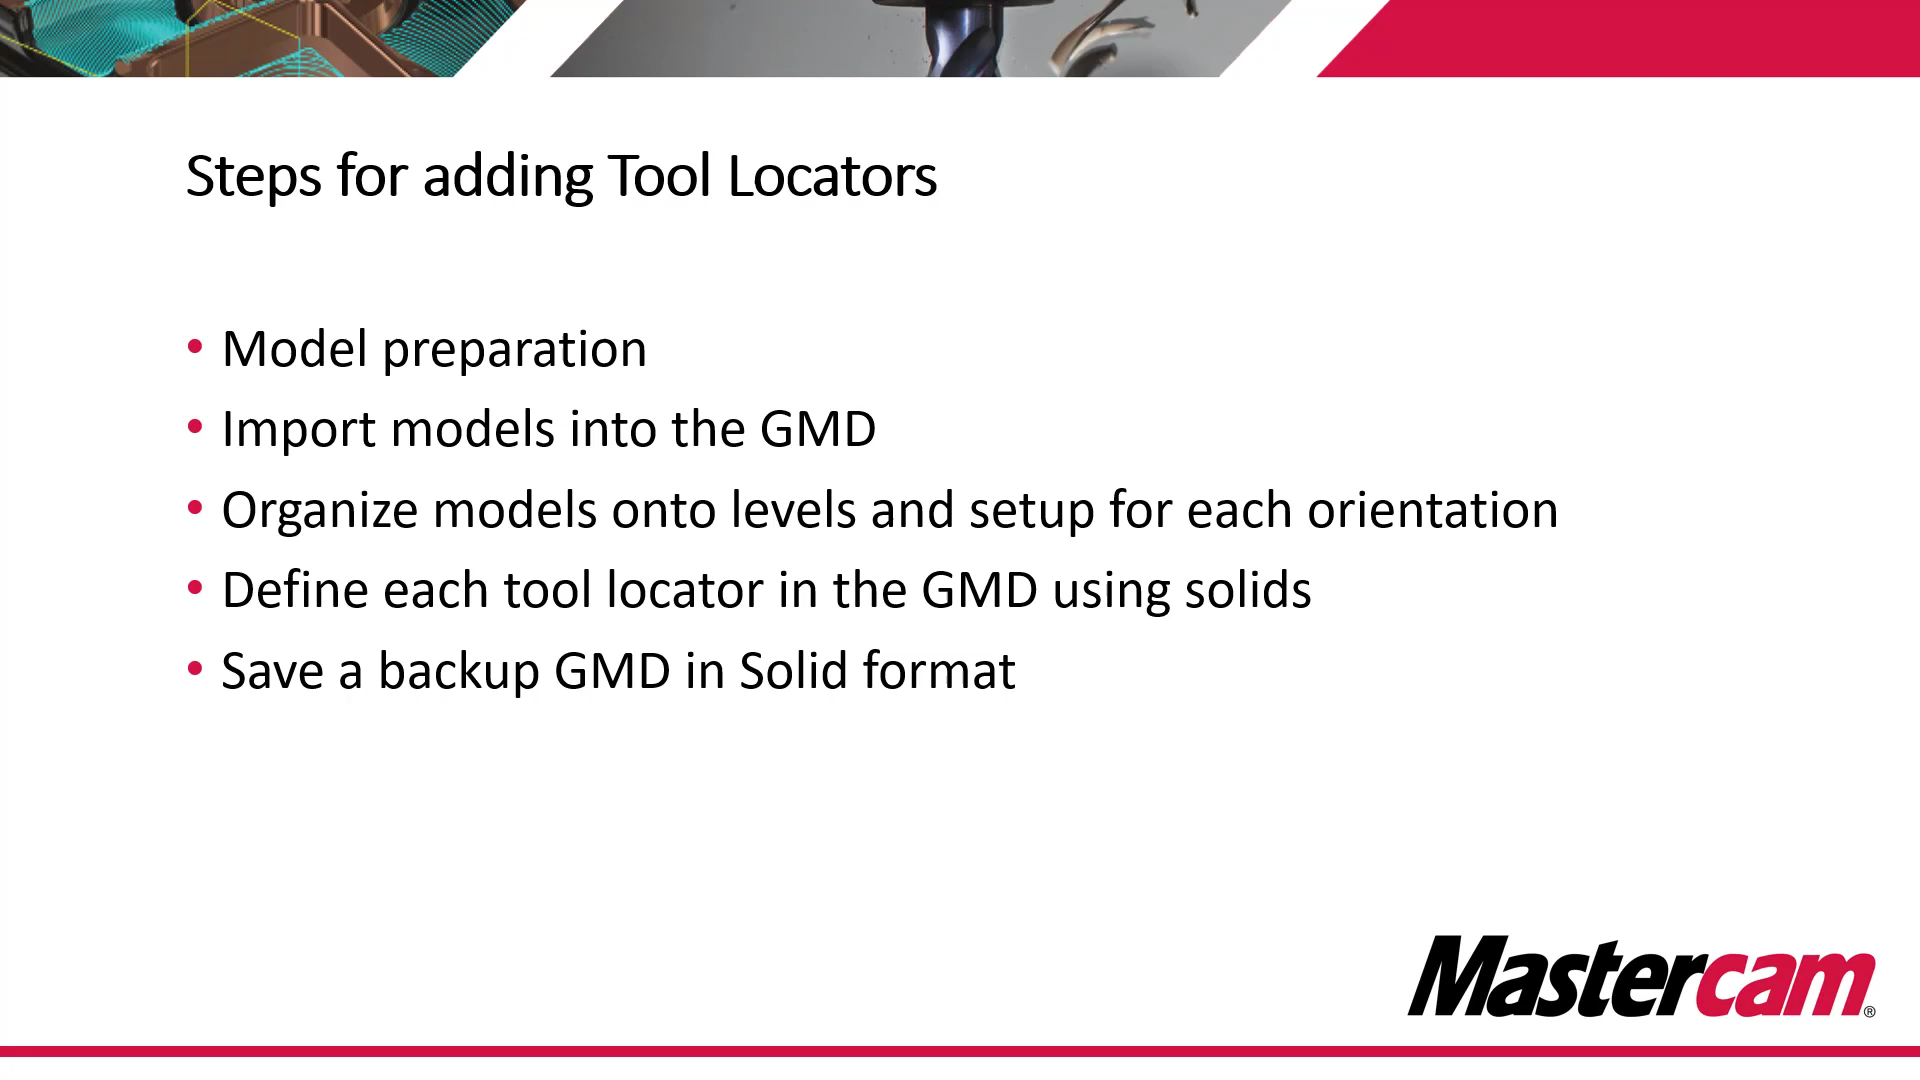 Steps for adding Tool Locators
• Model preparation
• Import models into the GMD
• Organize models onto levels and setup for each orientation
• Define each tool locator in the GMD using solids
• Save a backup GMD in Solid format
Mastercam®